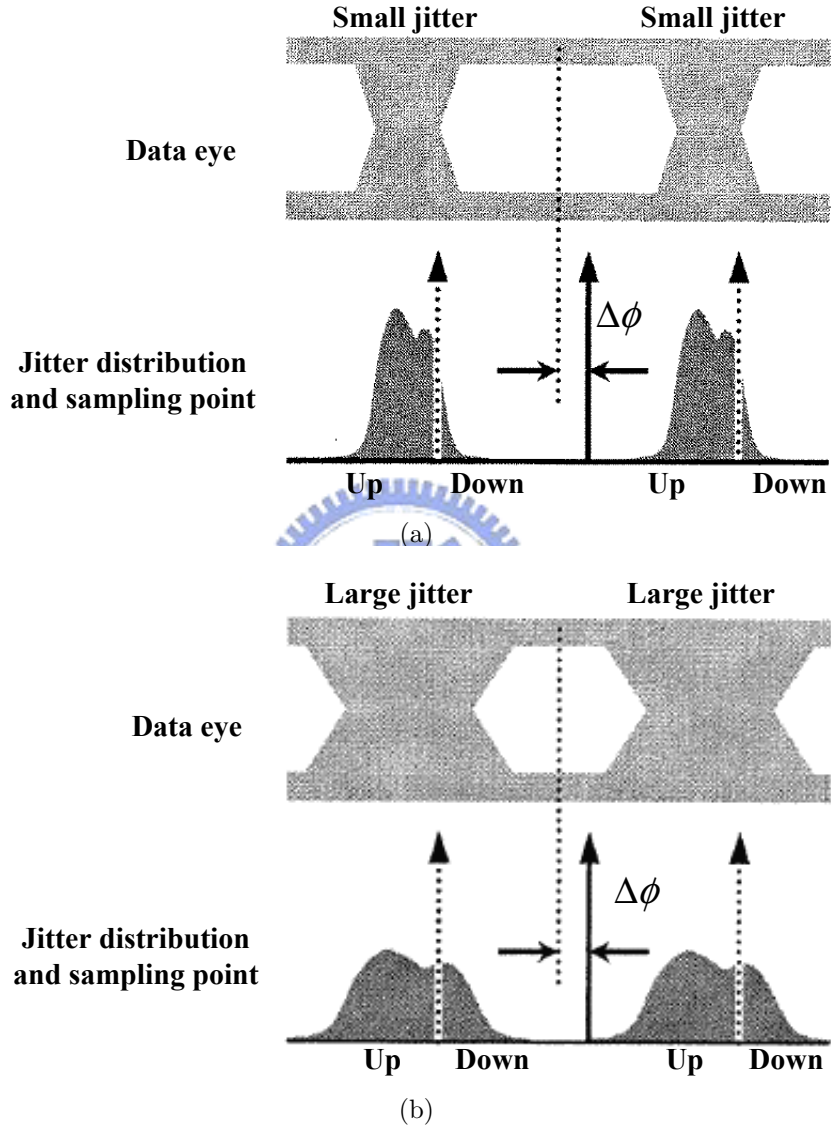 Small jitter Small jitter
Data eye
Δϕ
Jitter distribution
and sampling point
Up Down Up Down
(a)
Large jitter Large jitter
Data eye
Δϕ
Jitter distribution
and sampling point
Up Down Up Down
(b)